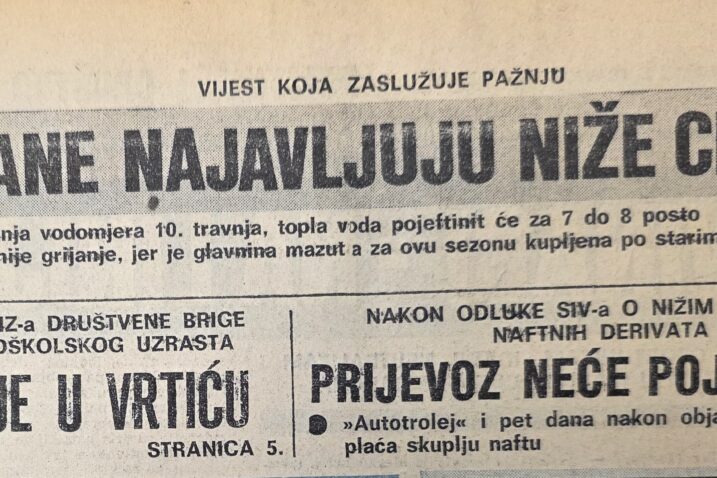 VIJEST KOJA ZASLUŽUJE PAŽNJU
ANE NAJAVLJUJU NIŽE C
nja vodomjera 10. travnja, topla voda pojeftinit će za 7 do 8 posto
nije grijanje, jer je glavnina mazut a za ovu sezonu kupljena po starim
IZ-a DRUŠTVENE BRIGE
OŠKOLSKOG UZRASTA
JE U VRTIĆU
STRANICA 5.
NAKON ODLUKE SIV-a O NIŽIM
NAFTNIH DERIVATA
PRIJEVOZ NEĆE POJ
● »Autotrolej« i pet dana nakon obja
plaća skuplju naftu